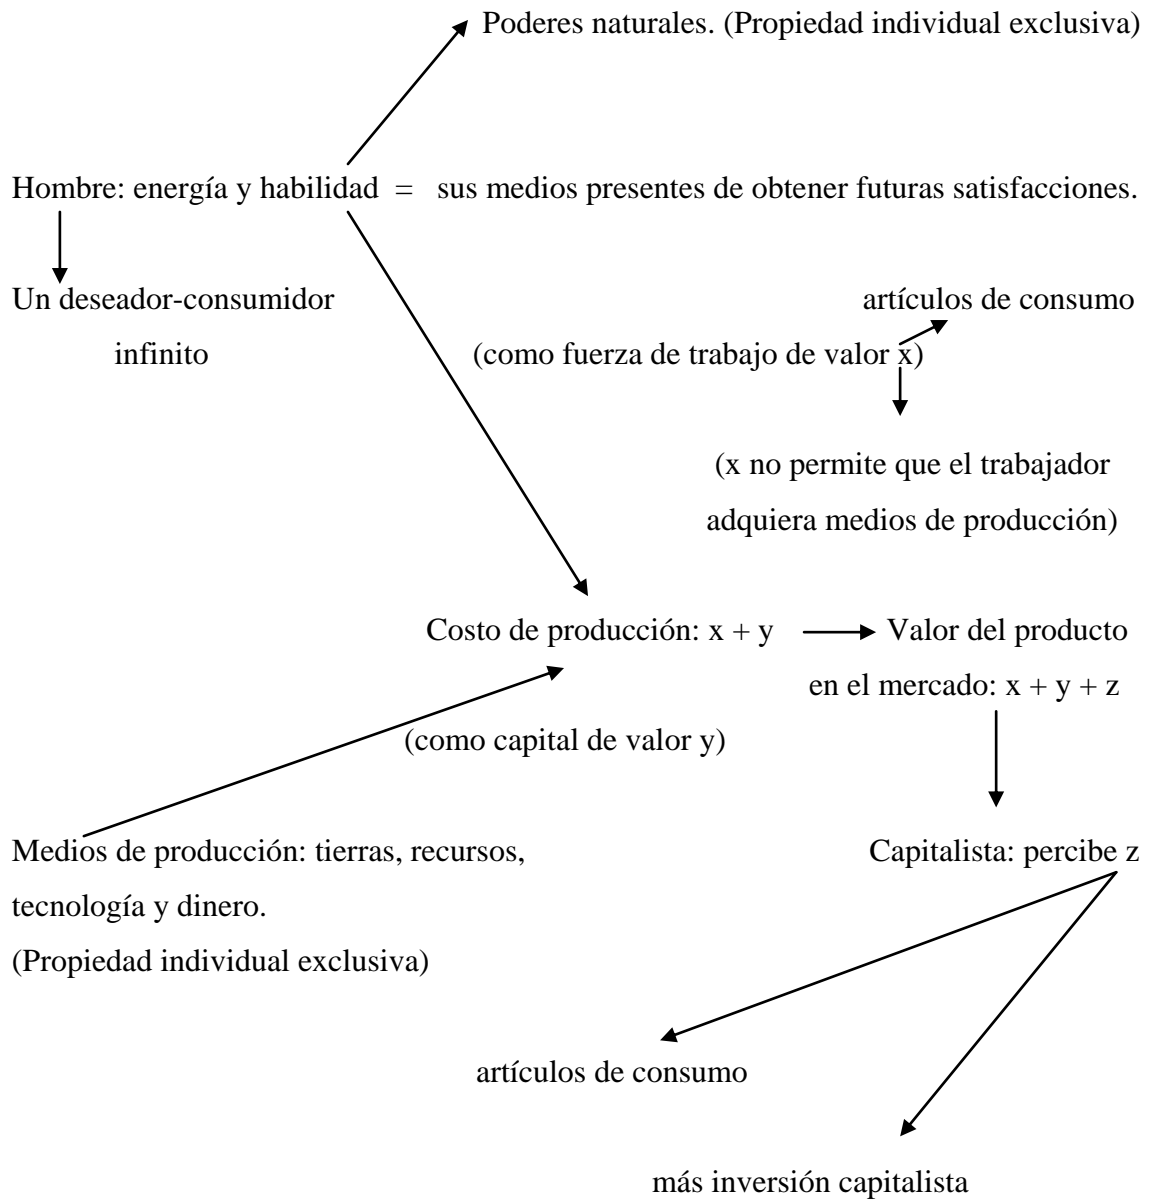 Poderes naturales. (Propiedad individual exclusiva)
Hombre: energía y habilidad = sus medios presentes de obtener futuras satisfacciones.
Un deseador-consumidor
infinito
artículos de consumo
(como fuerza de trabajo de valor x)
(x no permite que el trabajador
adquiera medios de producción)
Costo de producción: x + y
Valor del producto
en el mercado: x + y + z
(como capital de valor y)
Medios de producción: tierras, recursos,
tecnología y dinero.
(Propiedad individual exclusiva)
Capitalista: percibe z
artículos de consumo
más inversión capitalista